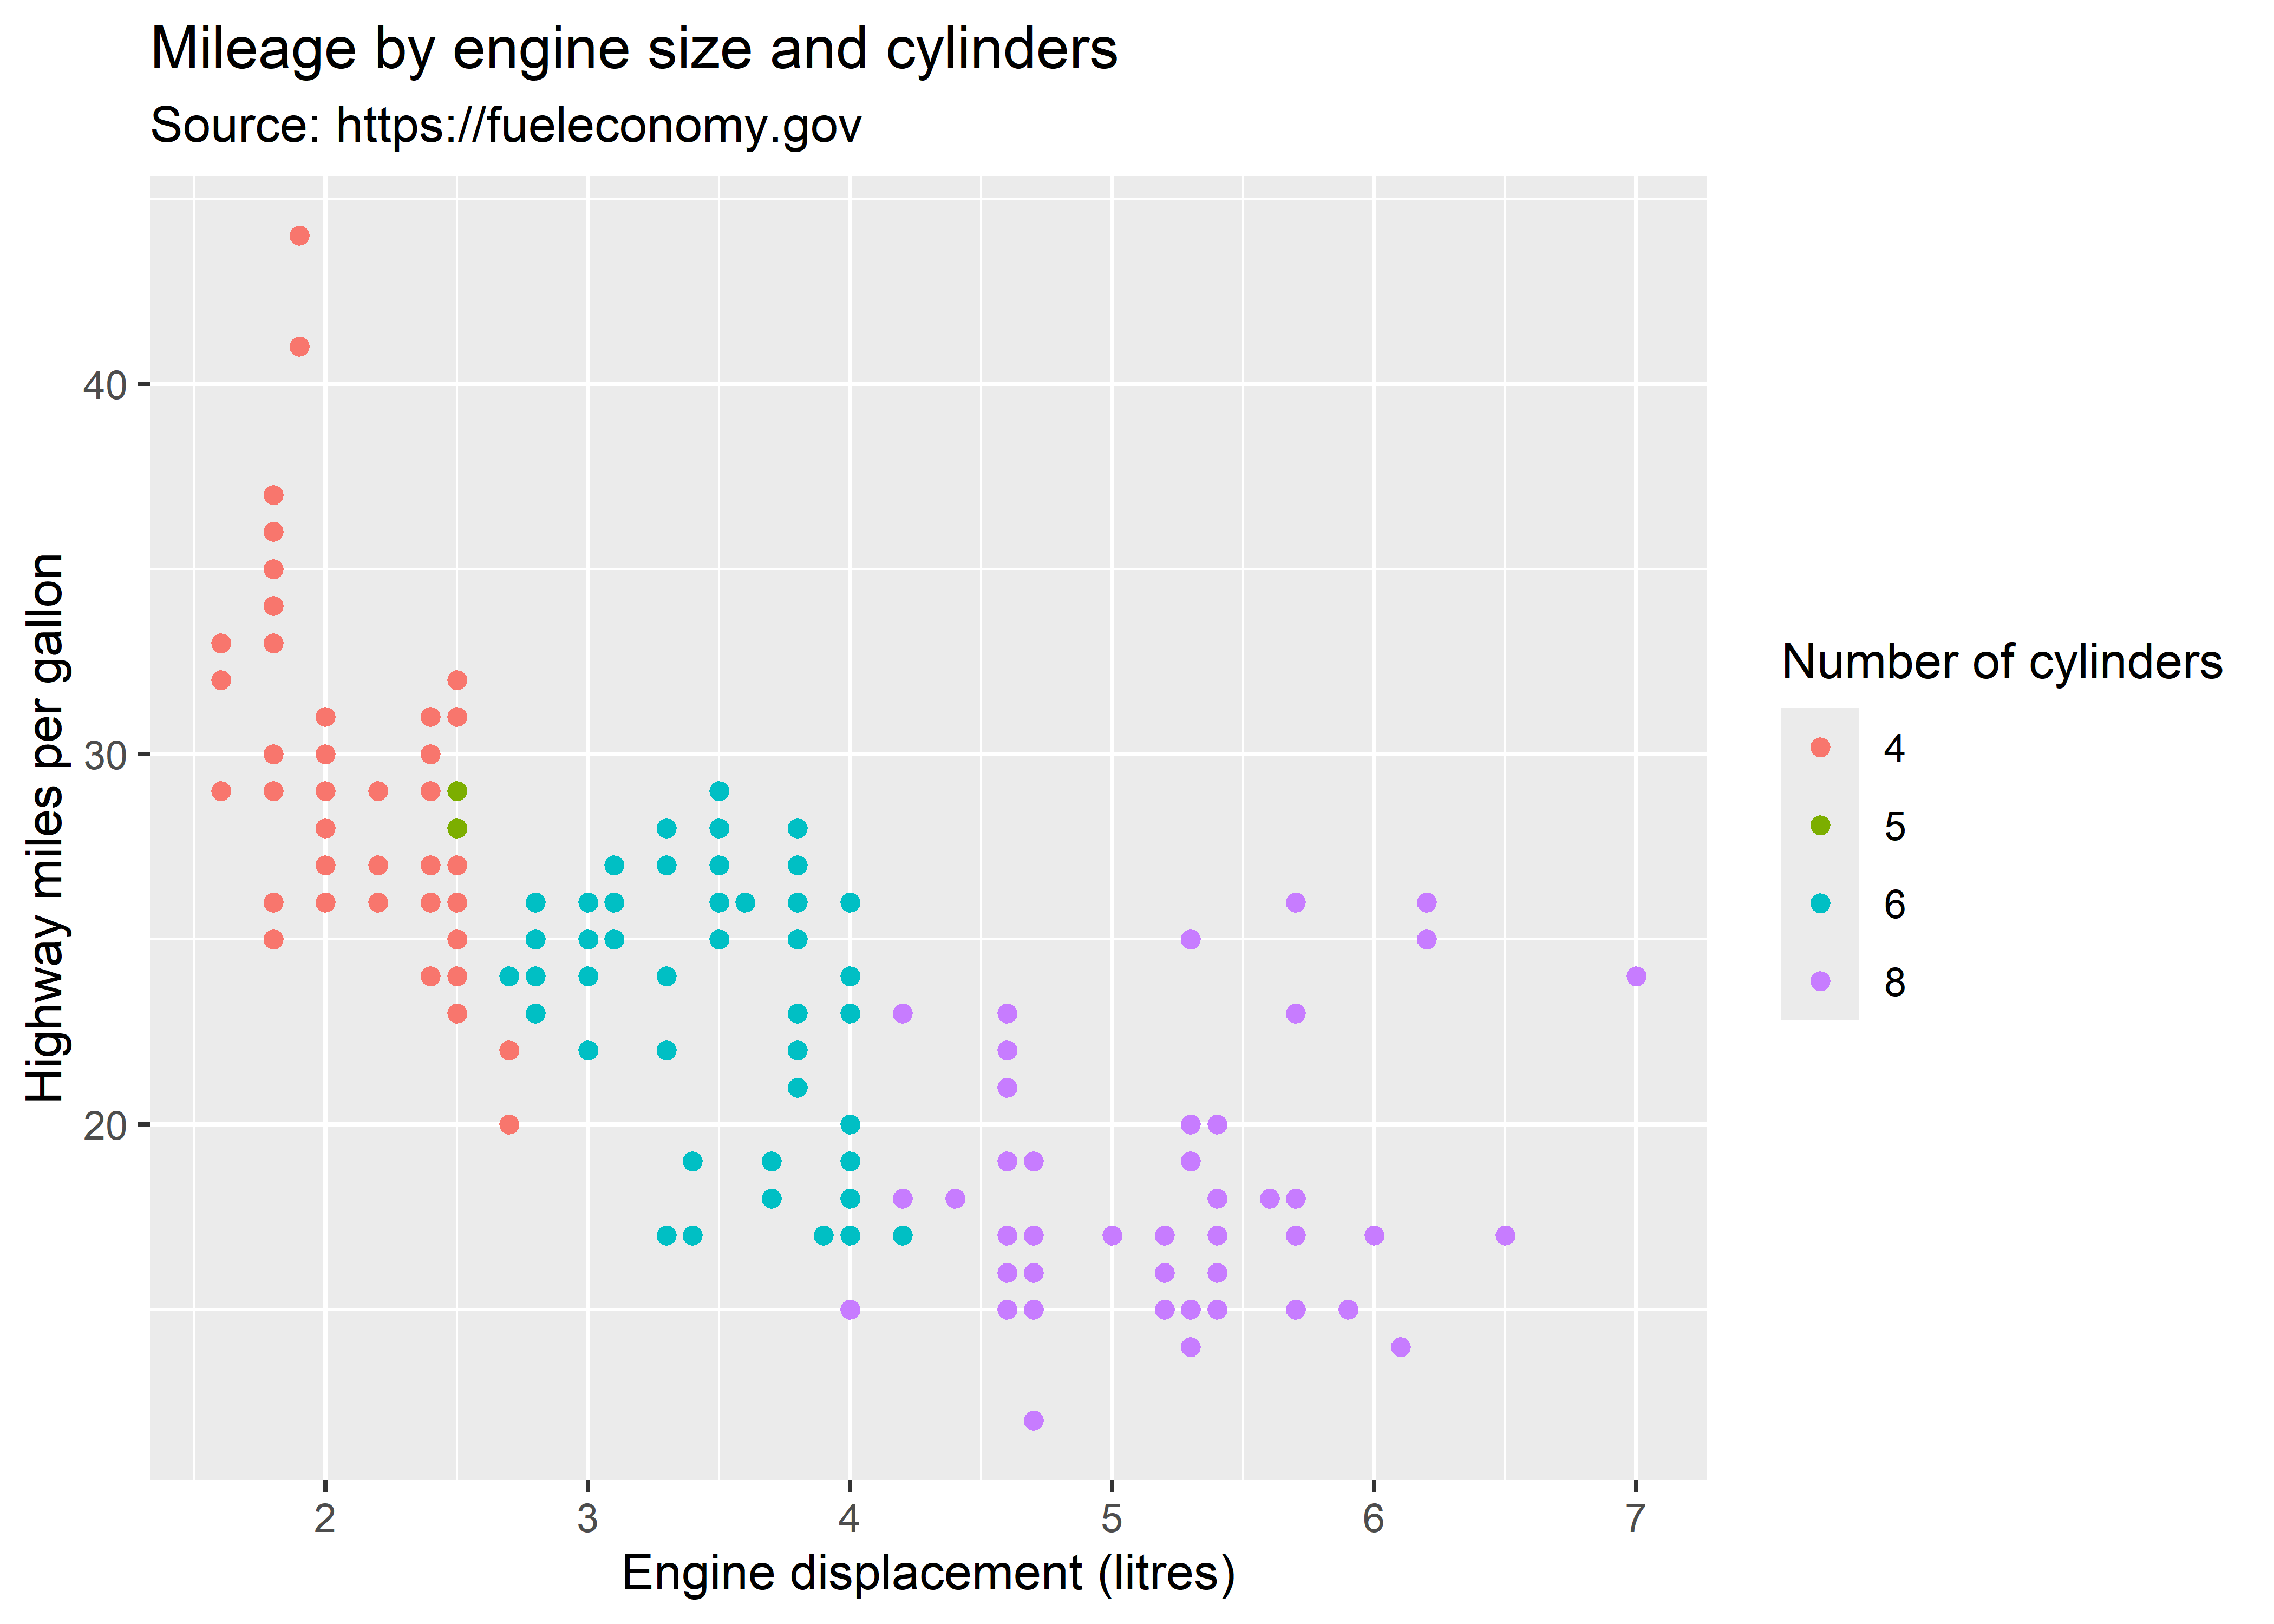 Mileage by engine size and cylinders
Source: https://fueleconomy.gov
Highway miles per gallon
40
30
20
2 3 4 5 6 7
Engine displacement (litres)
Number of cylinders
4
5
6
8